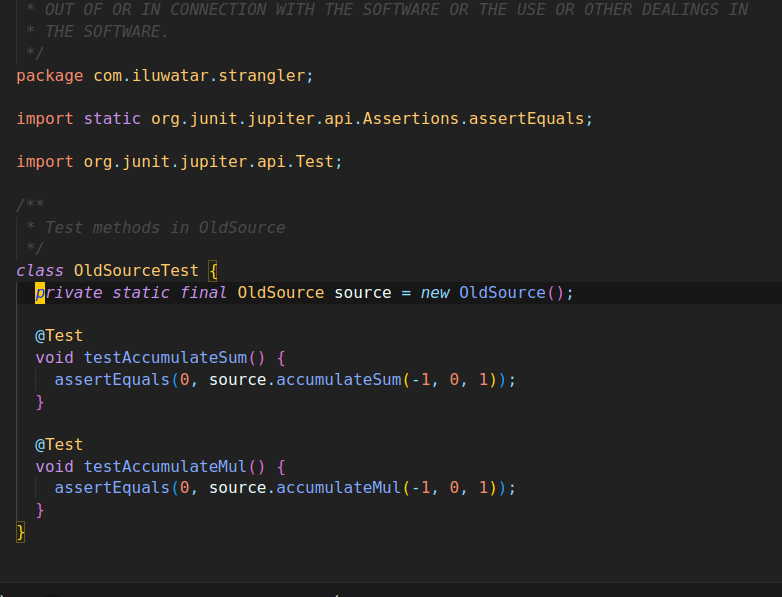 * OUT OF OR IN CONNECTION WITH THE SOFTWARE OR THE USE OR OTHER DEALINGS IN
* THE SOFTWARE.
*/
package com.iluwatar.strangler;
import static org.junit.jupiter.api.Assertions.assertEquals;
import org.junit.jupiter.api.Test;
/**
* Test methods in OldSource
*/
class OldSourceTest {
private static final OldSource source = new OldSource();
@Test
void testAccumulateSum() {
assertEquals(0, source.accumulateSum(-1, 0, 1));
}
@Test
void testAccumulateMul() {
assertEquals(0, source.accumulateMul(-1, 0, 1));
}
}